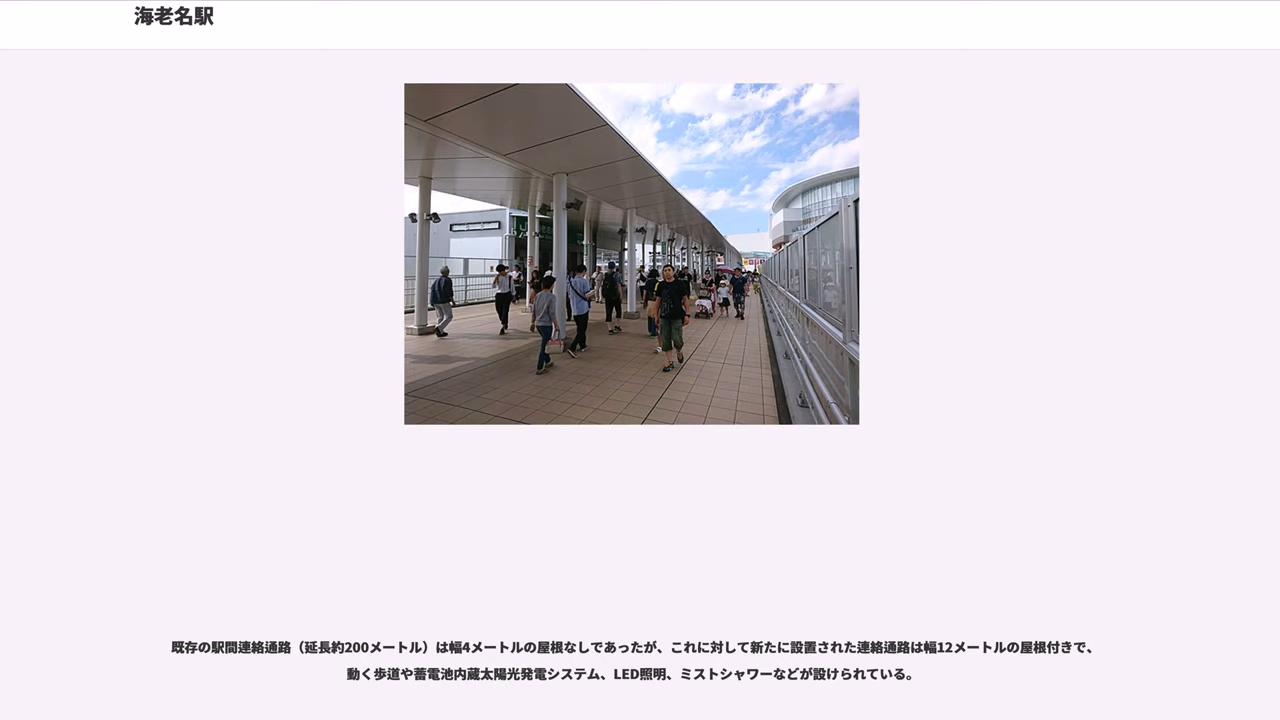 海老名駅
既存の駅間連絡通路（延長約200メートル）は幅4メートルの屋根なしであったが、これに対して新たに設置された連絡通路は幅12メートルの屋根付きで、
動く歩道や蓄電池内蔵太陽光発電システム、LED照明、ミストシャワーなどが設けられている。